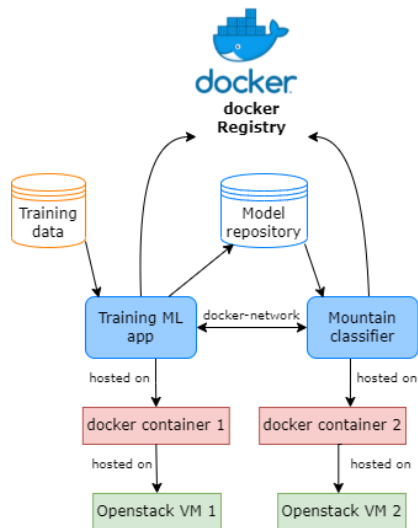 docker
docker
Registry
Training
data
Model
repository
Training ML
app
docker-network
Mountain
classifier
hosted on
hosted on
docker container 1
docker container 2
hosted on
hosted on
Openstack VM 1
Openstack VM 2